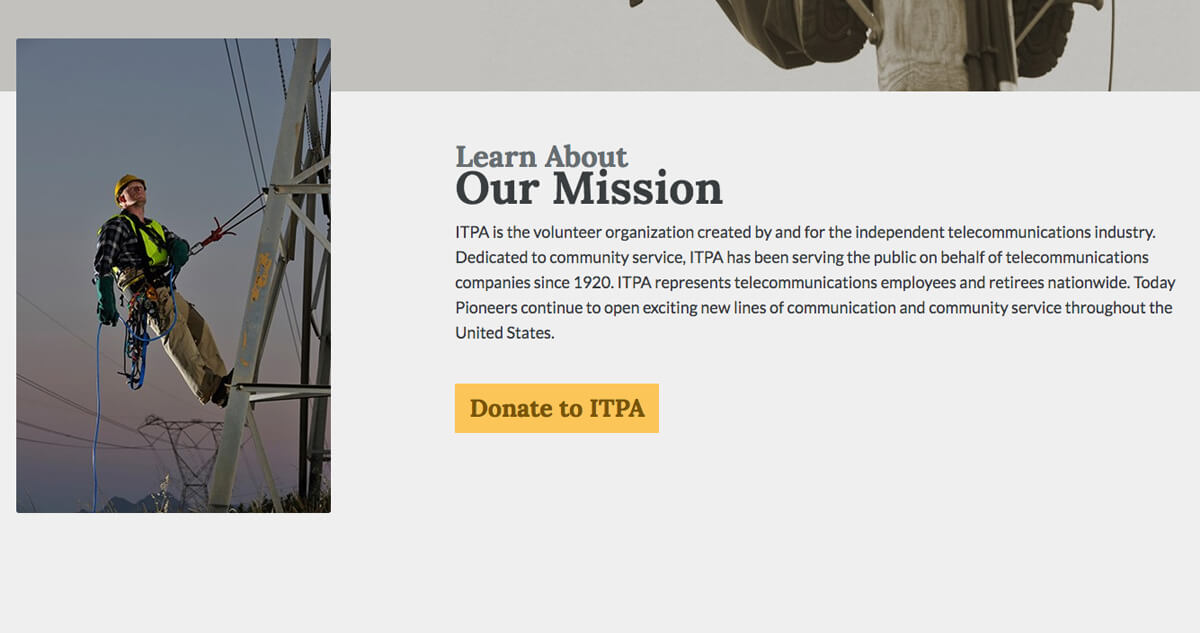 Learn About
Our Mission
ITPA is the volunteer organization created by and for the independent telecommunications industry.
Dedicated to community service, ITPA has been serving the public on behalf of telecommunications
companies since 1920. ITPA represents telecommunications employees and retirees nationwide. Today
Pioneers continue to open exciting new lines of communication and community service throughout the
United States.
Donate to ITPA